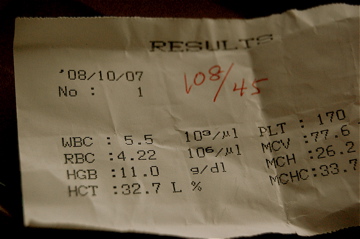 RESULTS
'08/10/07
No : 1
108/45
WBC : 5.5 10³/µl PLT : 170
RBC :4.22 10⁶/µl MCV :77.6
HGB :11.0 g/dl MCH :26.2
HCT :32.7 L % MCHC:33.7